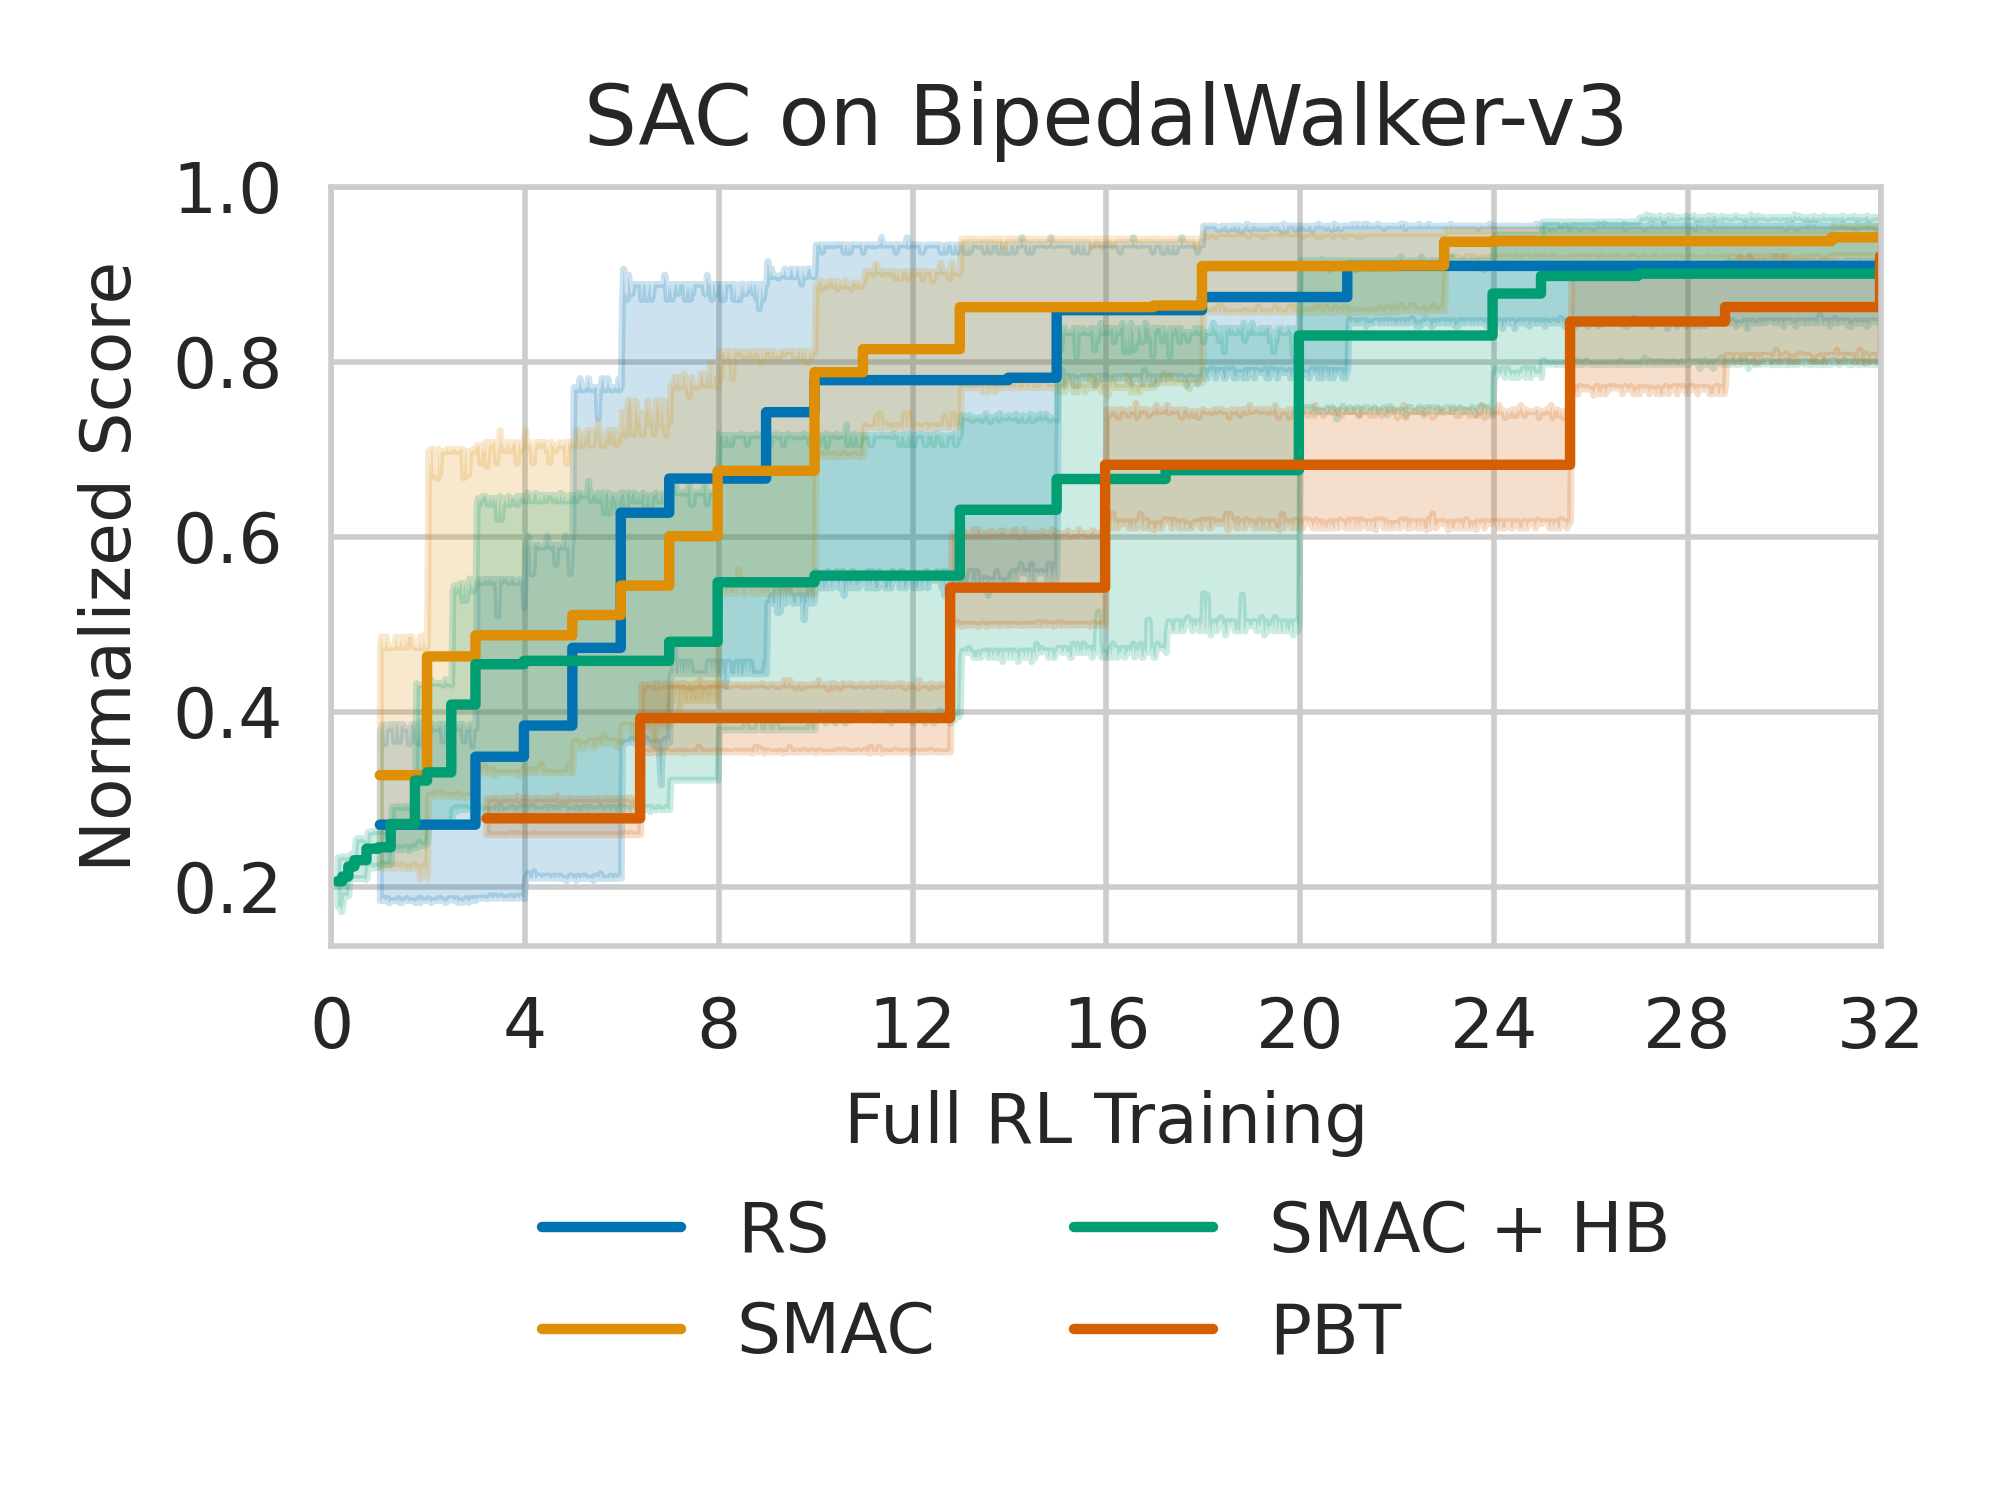 SAC on BipedalWalker-v3
1.0
0.8
0.6
0.4
0.2
Normalized Score
0 4 8 12 16 20 24 28 32
Full RL Training
RS SMAC + HB
SMAC PBT